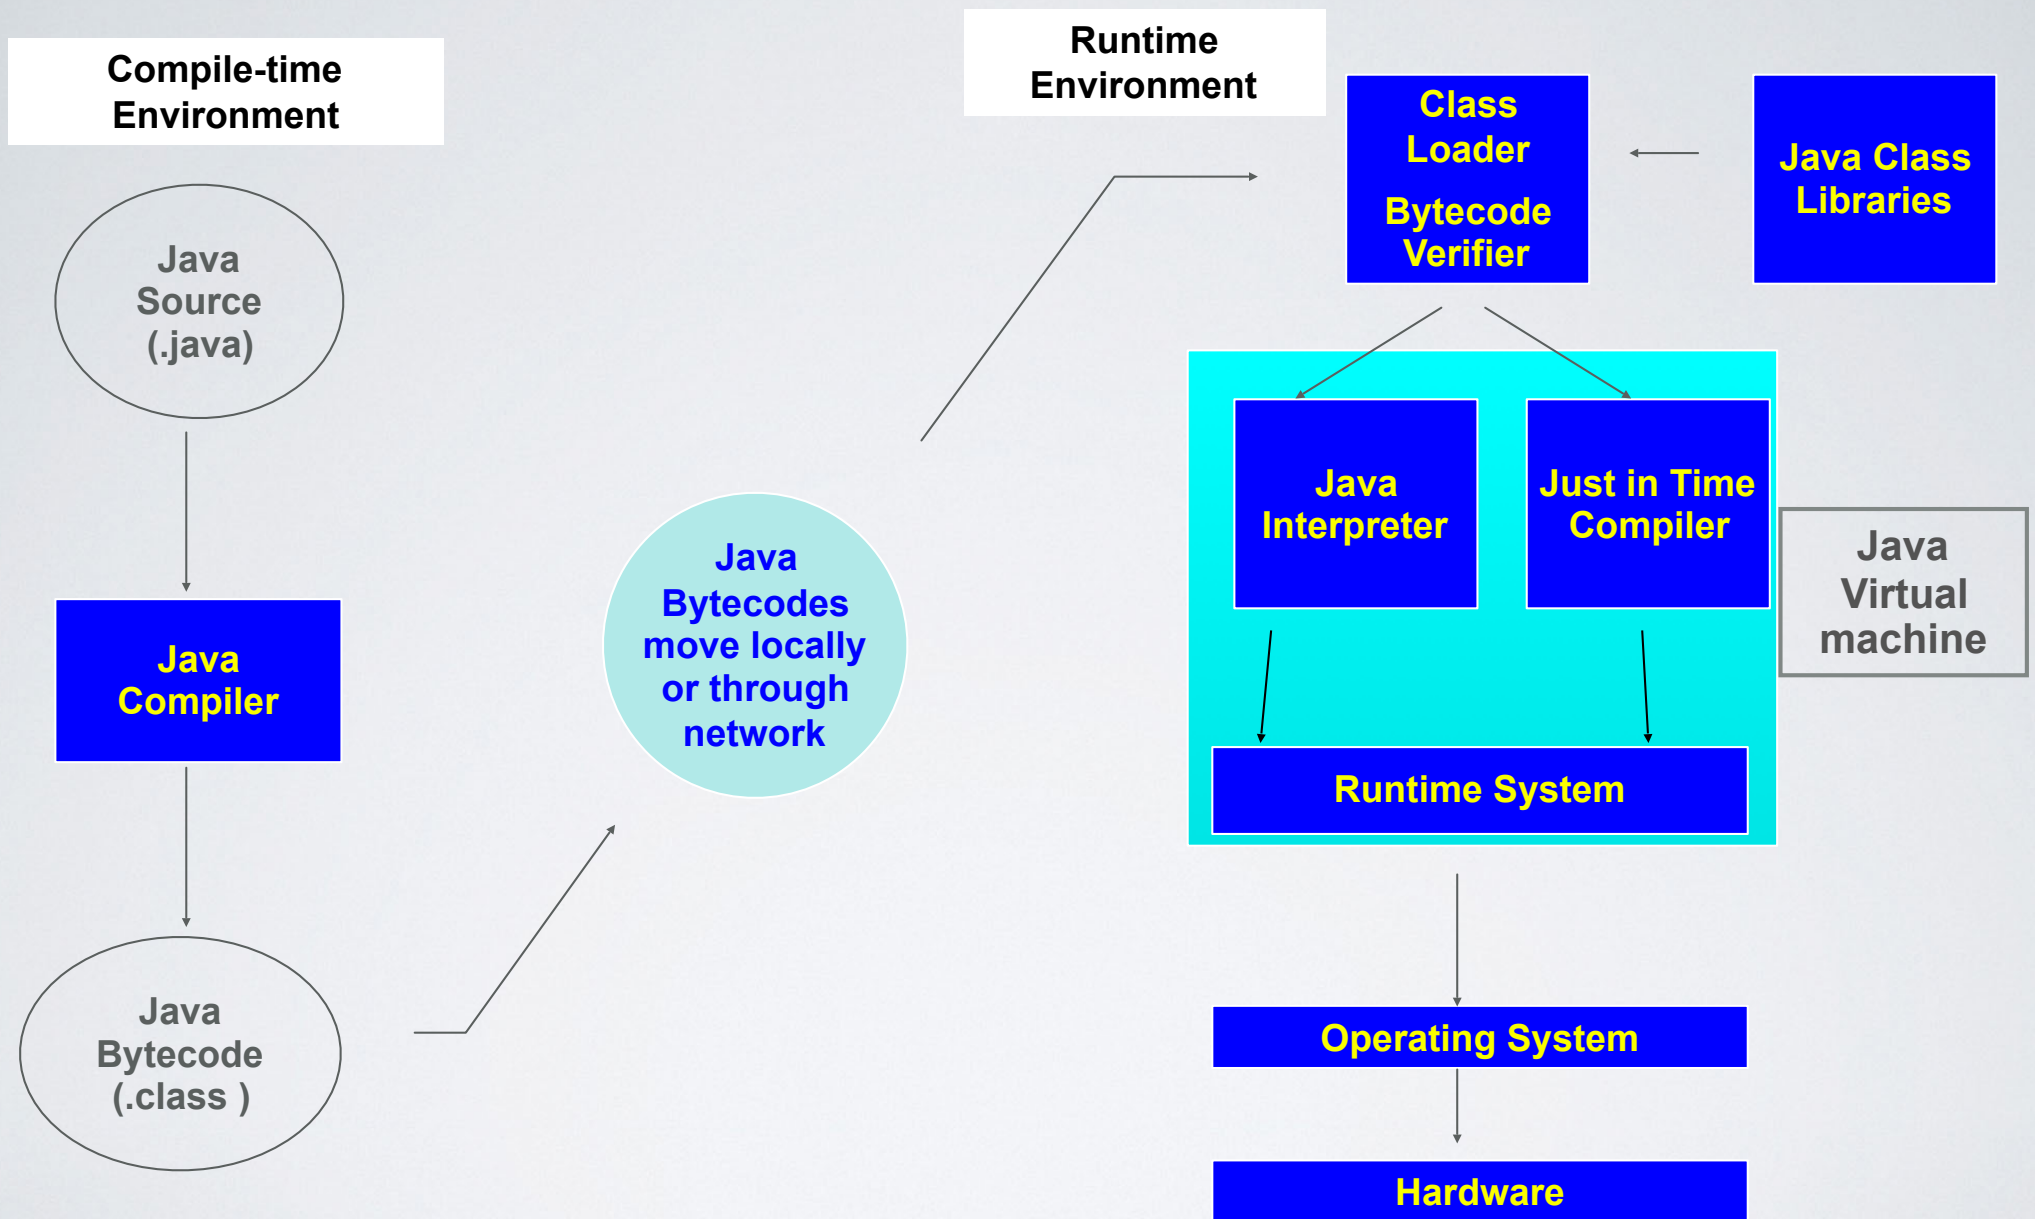 Compile-time
Environment
Java
Source
(.java)
Java
Compiler
Java
Bytecode
(.class )
Java
Bytecodes
move locally
or through
network
Runtime
Environment
Class
Loader
Bytecode
Verifier
Java Class
Libraries
Java
Interpreter
Just in Time
Compiler
Java
Virtual
machine
Runtime System
Operating System
Hardware